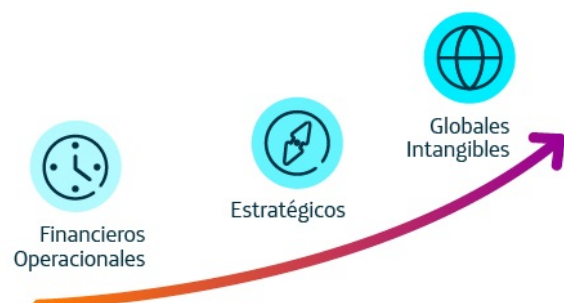 Financieros
Operacionales
Estratégicos
Globales
Intangibles